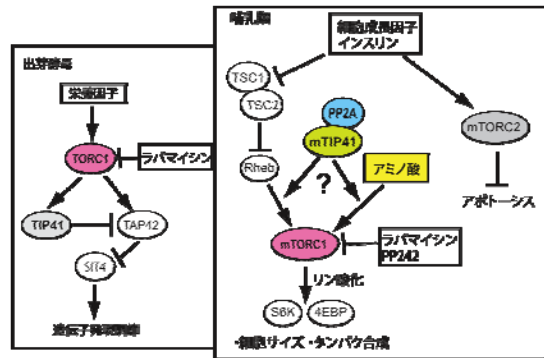 出芽酵母
栄養因子
TORC1
ラパマイシン
TIP41
TAP42
Sit4
遺伝子発現制御
哺乳類
細胞成長因子
インスリン
TSC1
TSC2
PP2A
mTIP41
mTORC2
Rheb
?
アミノ酸
アポトーシス
mTORC1
ラパマイシン
PP242
リン酸化
S6K
4EBP
・細胞サイズ・タンパク合成